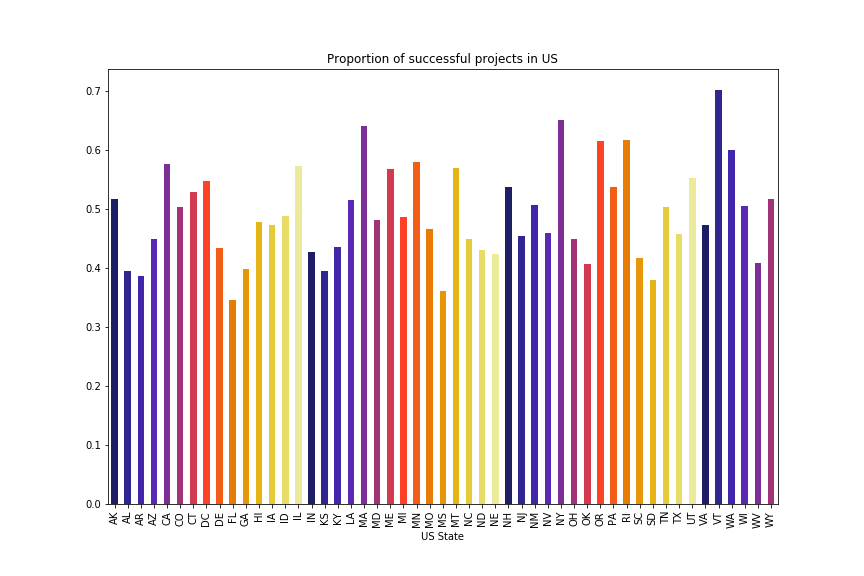 Proportion of successful projects in US
0.7
0.6
0.5
0.4
0.3
0.2
0.1
0.0
AK AL AR AZ CA CO CT DC DE FL GA HI IA ID IL IN KS KY LA MA MD ME MI MN MO MS MT NC ND NE NH NJ NM NV NY OH OK OR PA RI SC SD TN TX UT VA VT WA WI WV WY
US State